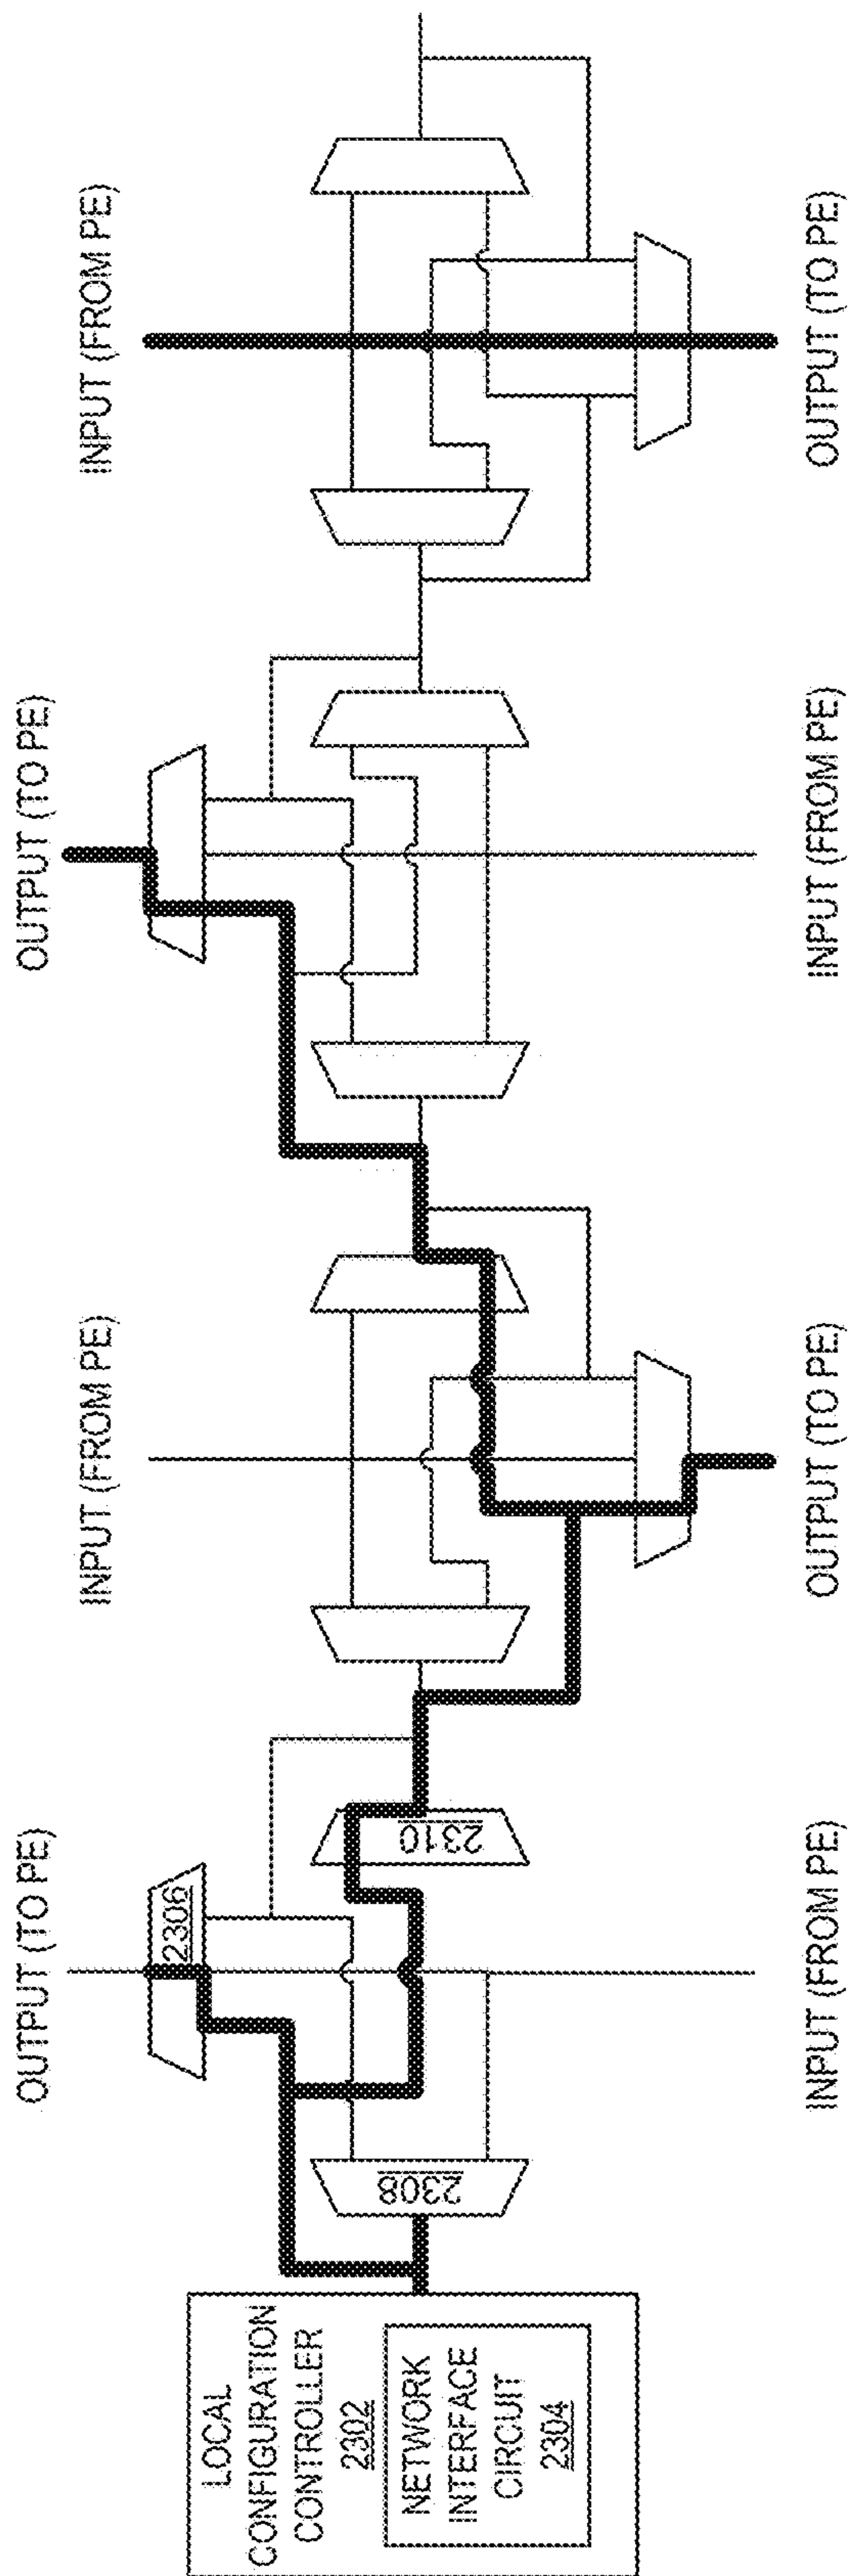 LOCAL
CONFIGURATION
CONTROLLER
2302
NETWORK
INTERFACE
CIRCUIT
2304
OUTPUT (TO PE)
2306
2308
2310
INPUT (FROM PE)
INPUT (FROM PE)
OUTPUT (TO PE)
OUTPUT (TO PE)
INPUT (FROM PE)
INPUT (FROM PE)
OUTPUT (TO PE)